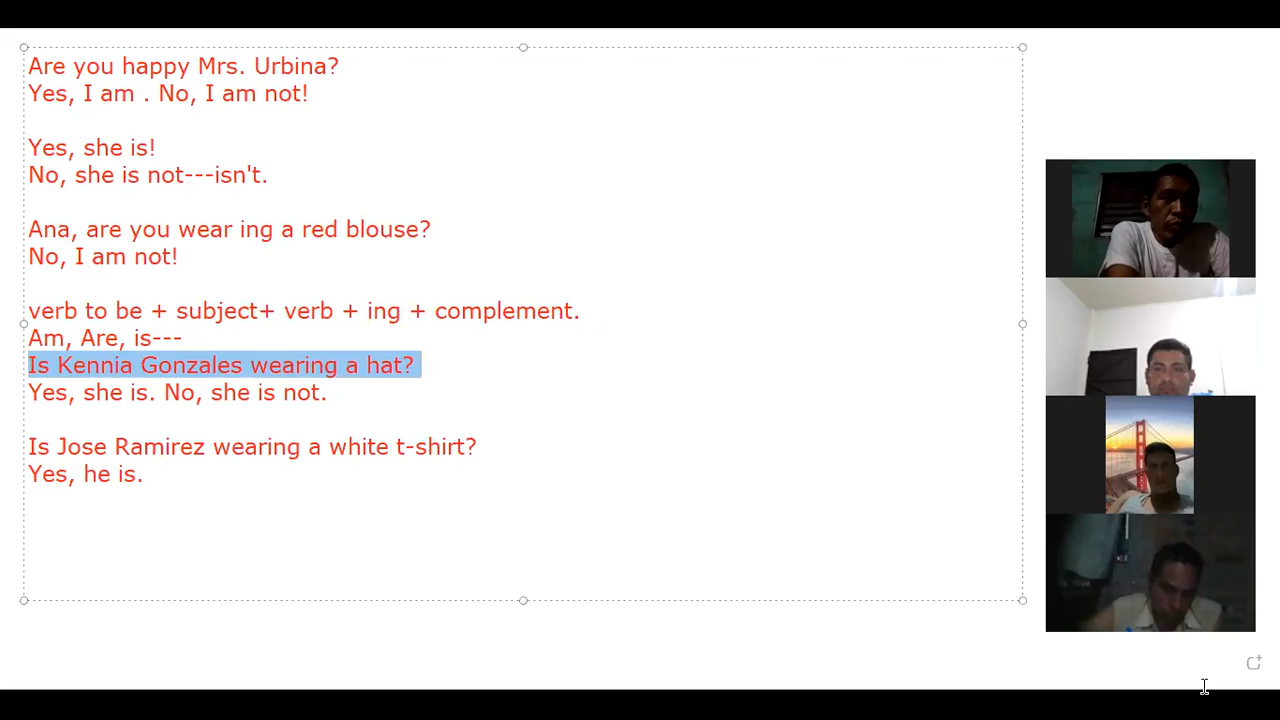 Are you happy Mrs. Urbina?
Yes, I am . No, I am not!
Yes, she is!
No, she is not---isn't.
Ana, are you wear ing a red blouse?
No, I am not!
verb to be + subject+ verb + ing + complement.
Am, Are, is---
Is Kennia Gonzales wearing a hat?
Yes, she is. No, she is not.
Is Jose Ramirez wearing a white t-shirt?
Yes, he is.